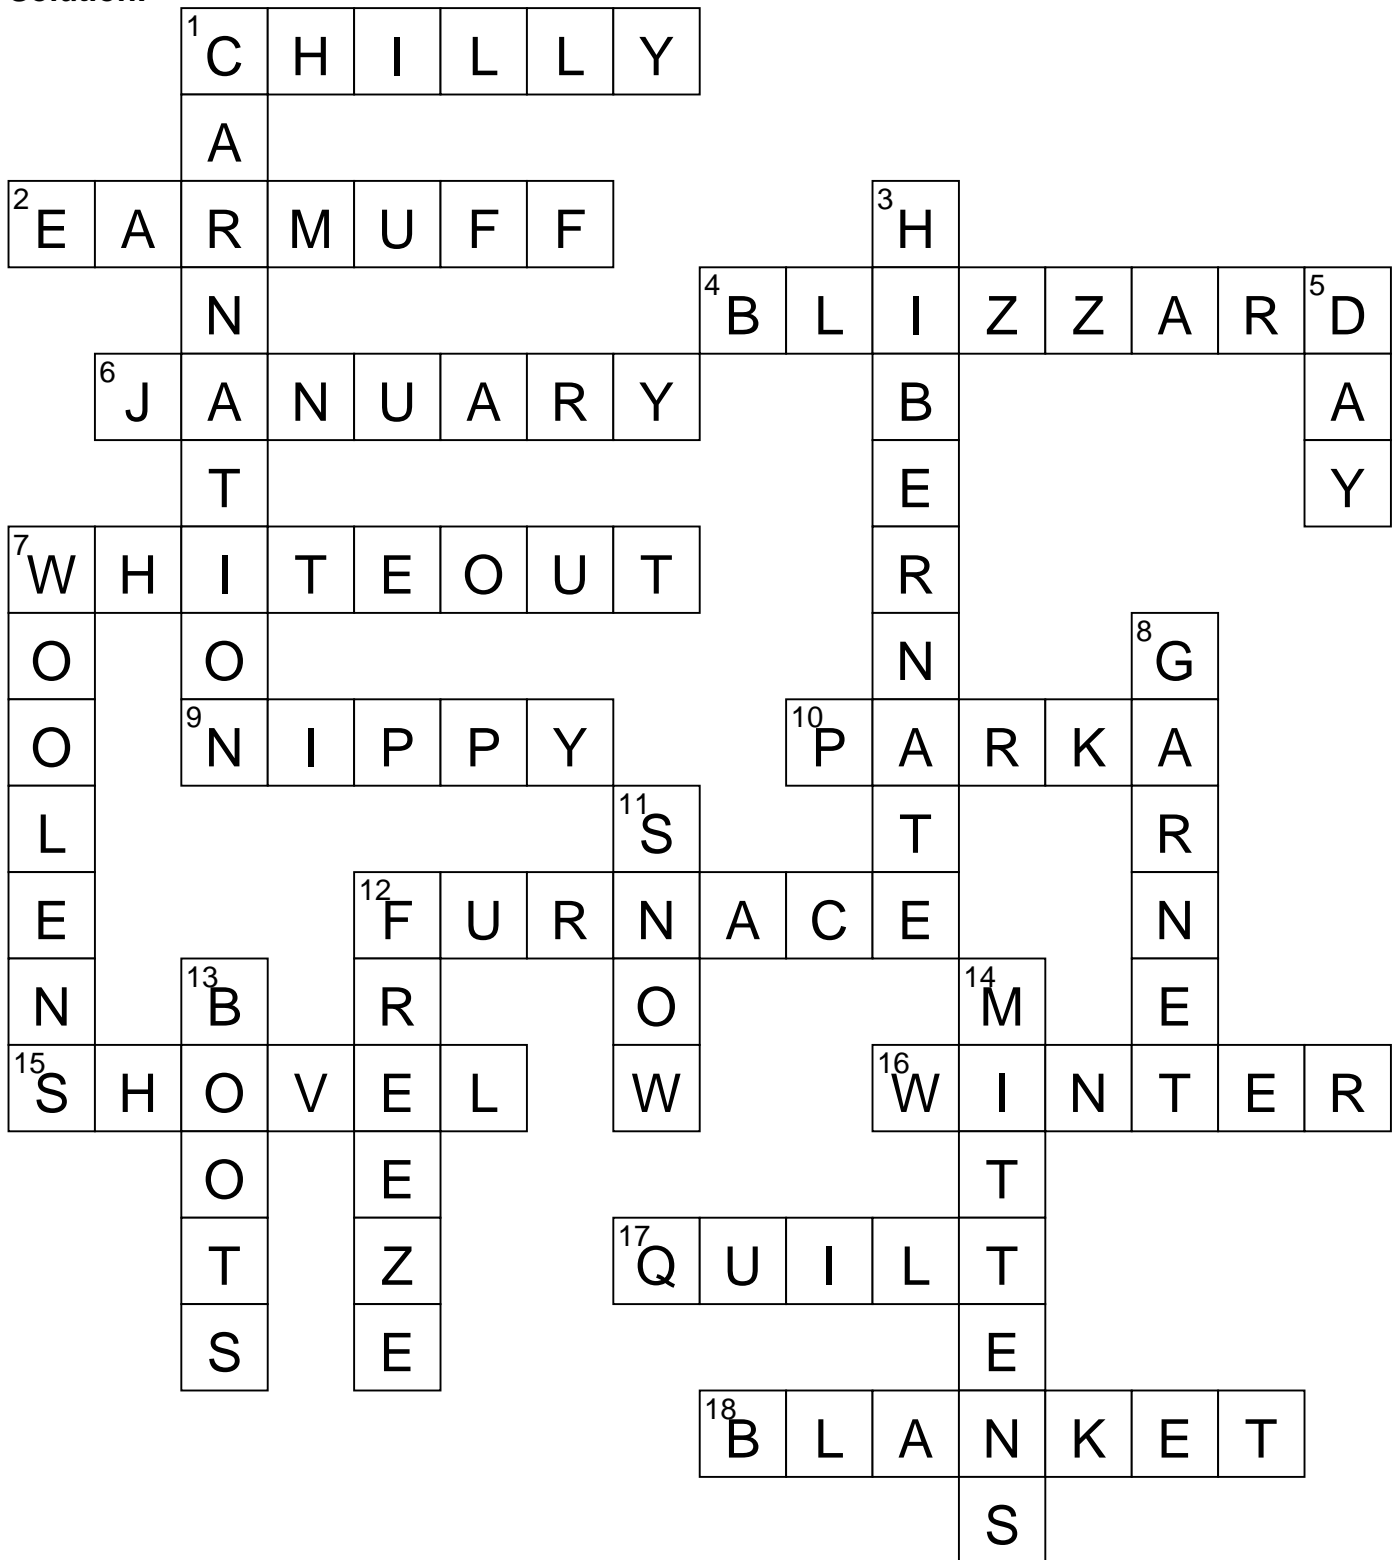 Solution:
1 C H I L L Y
A
2 E A R M U F F 3 H
N 4 B L I Z Z A R 5 D
6 J A N U A R Y B A
T E Y
7 W H I T E O U T R
O O N 8 G
O 9 N I P P Y 10 P A R K A
L 11 S T R
E 12 F U R N A C E N
N 13 B R O 14 M E
15 S H O V E L W 16 W I N T E R
O E T
T Z 17 Q U I L T
S E E
18 B L A N K E T
S